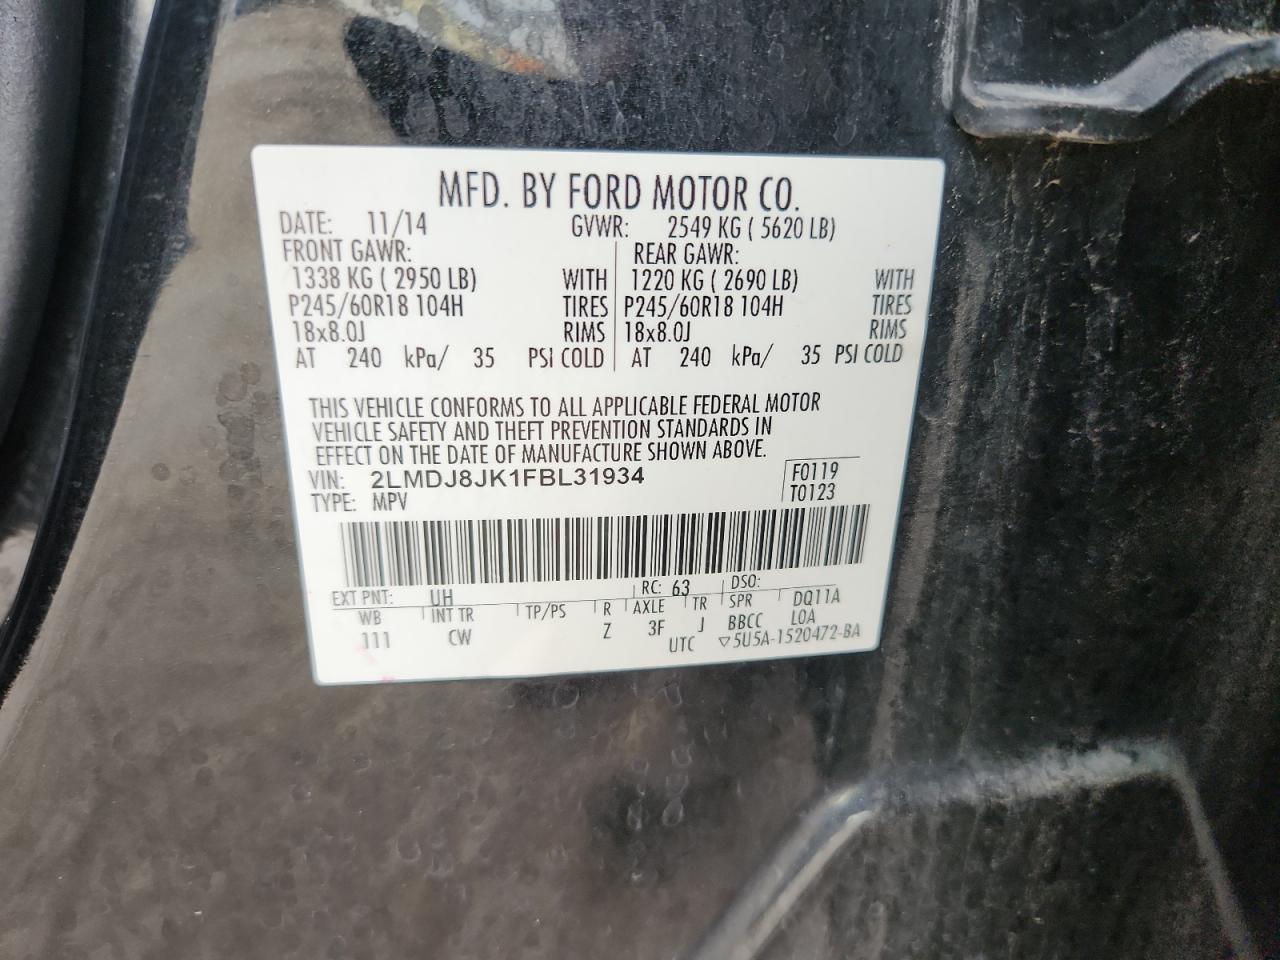 MFD. BY FORD MOTOR CO.
DATE: 11/14 GVWR: 2549 KG ( 5620 LB)
FRONT GAWR: REAR GAWR:
1338 KG ( 2950 LB) WITH 1220 KG ( 2690 LB) WITH
P245/60R18 104H TIRES P245/60R18 104H TIRES
18x8.0J RIMS 18x8.0J RIMS
AT 240 kPa/ 35 PSI COLD AT 240 kPa/ 35 PSI COLD
THIS VEHICLE CONFORMS TO ALL APPLICABLE FEDERAL MOTOR
VEHICLE SAFETY AND THEFT PREVENTION STANDARDS IN
EFFECT ON THE DATE OF MANUFACTURE SHOWN ABOVE.
VIN: 2LMDJ8JK1FBL31934 F0119
TYPE: MPV T0123
EXT PNT: UH RC: 63 DSO:
WB INT TR TP/PS R AXLE TR SPR DQ11A
111 CW Z 3F J BBCC LOA
UTC ▽5U5A-1520472-BA